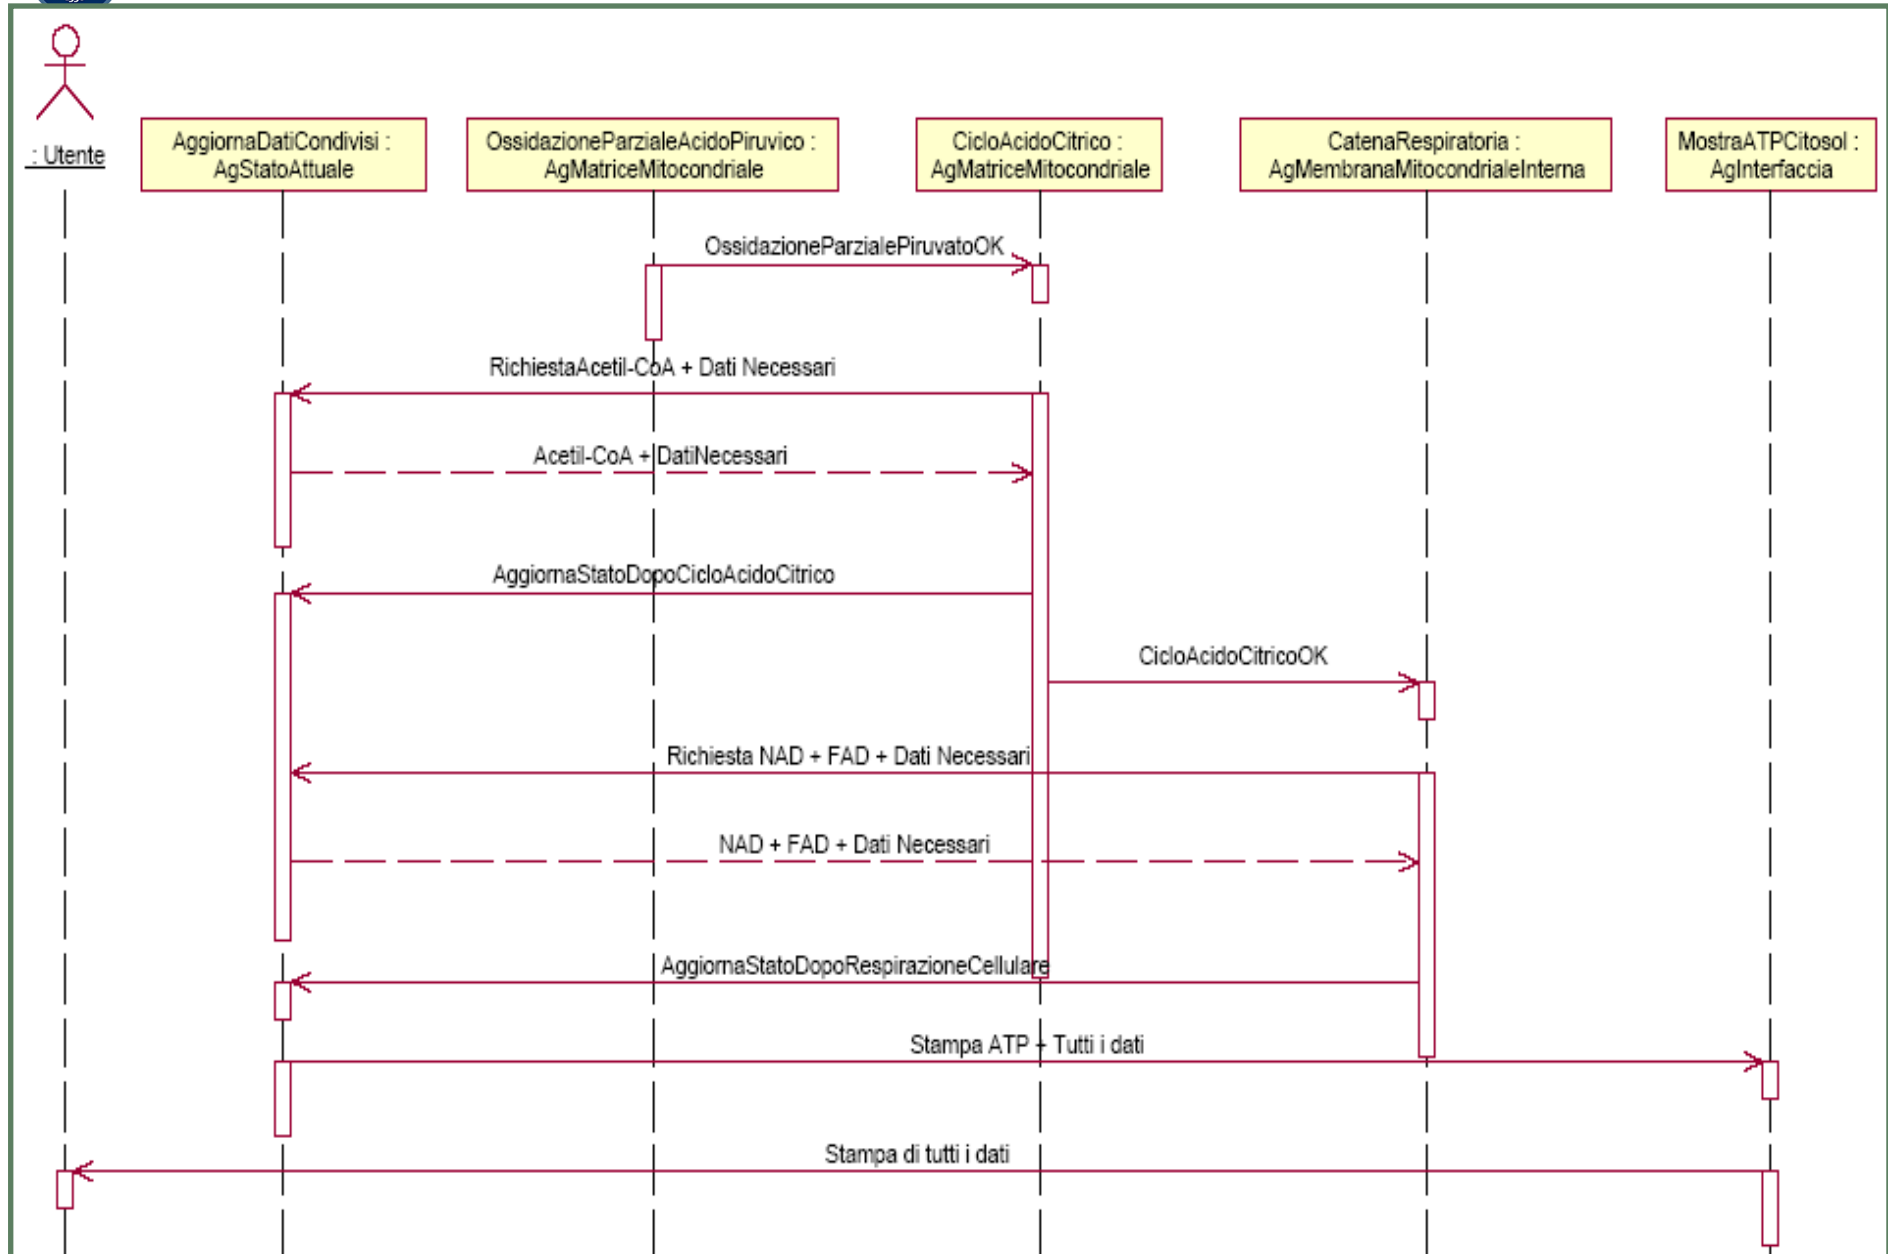 : Utente
AggiornaDatiCondivisi :
AgStatoAttuale
OssidazioneParzialeAcidoPiruvico :
AgMatriceMitocondriale
CicloAcidoCitrico :
AgMatriceMitocondriale
CatenaRespiratoria :
AgMembranaMitocondrialeInterna
MostraATPCitosol :
AgInterfaccia
OssidazioneParzialePiruvatoOK
RichiestaAcetil-CoA + Dati Necessari
Acetil-CoA + DatiNecessari
AggiornaStatoDopoCicloAcidoCitrico
CicloAcidoCitricoOK
Richiesta NAD + FAD + Dati Necessari
NAD + FAD + Dati Necessari
AggiornaStatoDopoRespirazioneCellulare
Stampa ATP + Tutti i dati
Stampa di tutti i dati